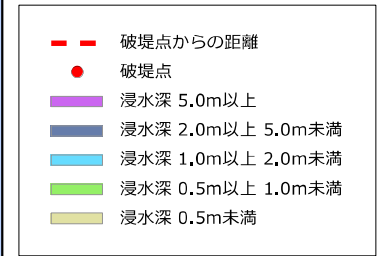 破堤点からの距離
破堤点
浸水深 5.0m以上
浸水深 2.0m以上 5.0m未満
浸水深 1.0m以上 2.0m未満
浸水深 0.5m以上 1.0m未満
浸水深 0.5m未満